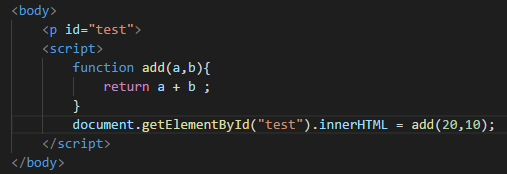 <body>
    <p id="test">
    <script>
        function add(a,b){
            return a + b ;
        }
        document.getElementById("test").innerHTML = add(20,10);
    </script>
</body>